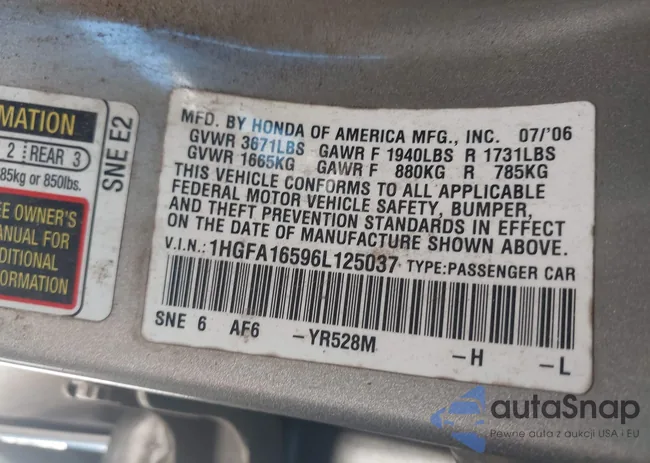 MATION
2 REAR 3
85kg or 850lbs.
EE OWNER'S
ANUAL FOR
DITIONAL
FORMATION
SNE E2
MFD. BY HONDA OF AMERICA MFG., INC. 07/'06
GVWR 3671LBS GAWR F 1940LBS R 1731LBS
GVWR 1665KG GAWR F 880KG R 785KG
THIS VEHICLE CONFORMS TO ALL APPLICABLE
FEDERAL MOTOR VEHICLE SAFETY, BUMPER,
AND THEFT PREVENTION STANDARDS IN EFFECT
ON THE DATE OF MANUFACTURE SHOWN ABOVE.
V.I.N.: 1HGFA16596L125037 TYPE:PASSENGER CAR
SNE 6 AF6 -YR528M -H -L
autaSnap
Pewne auta z aukcji USA i EU